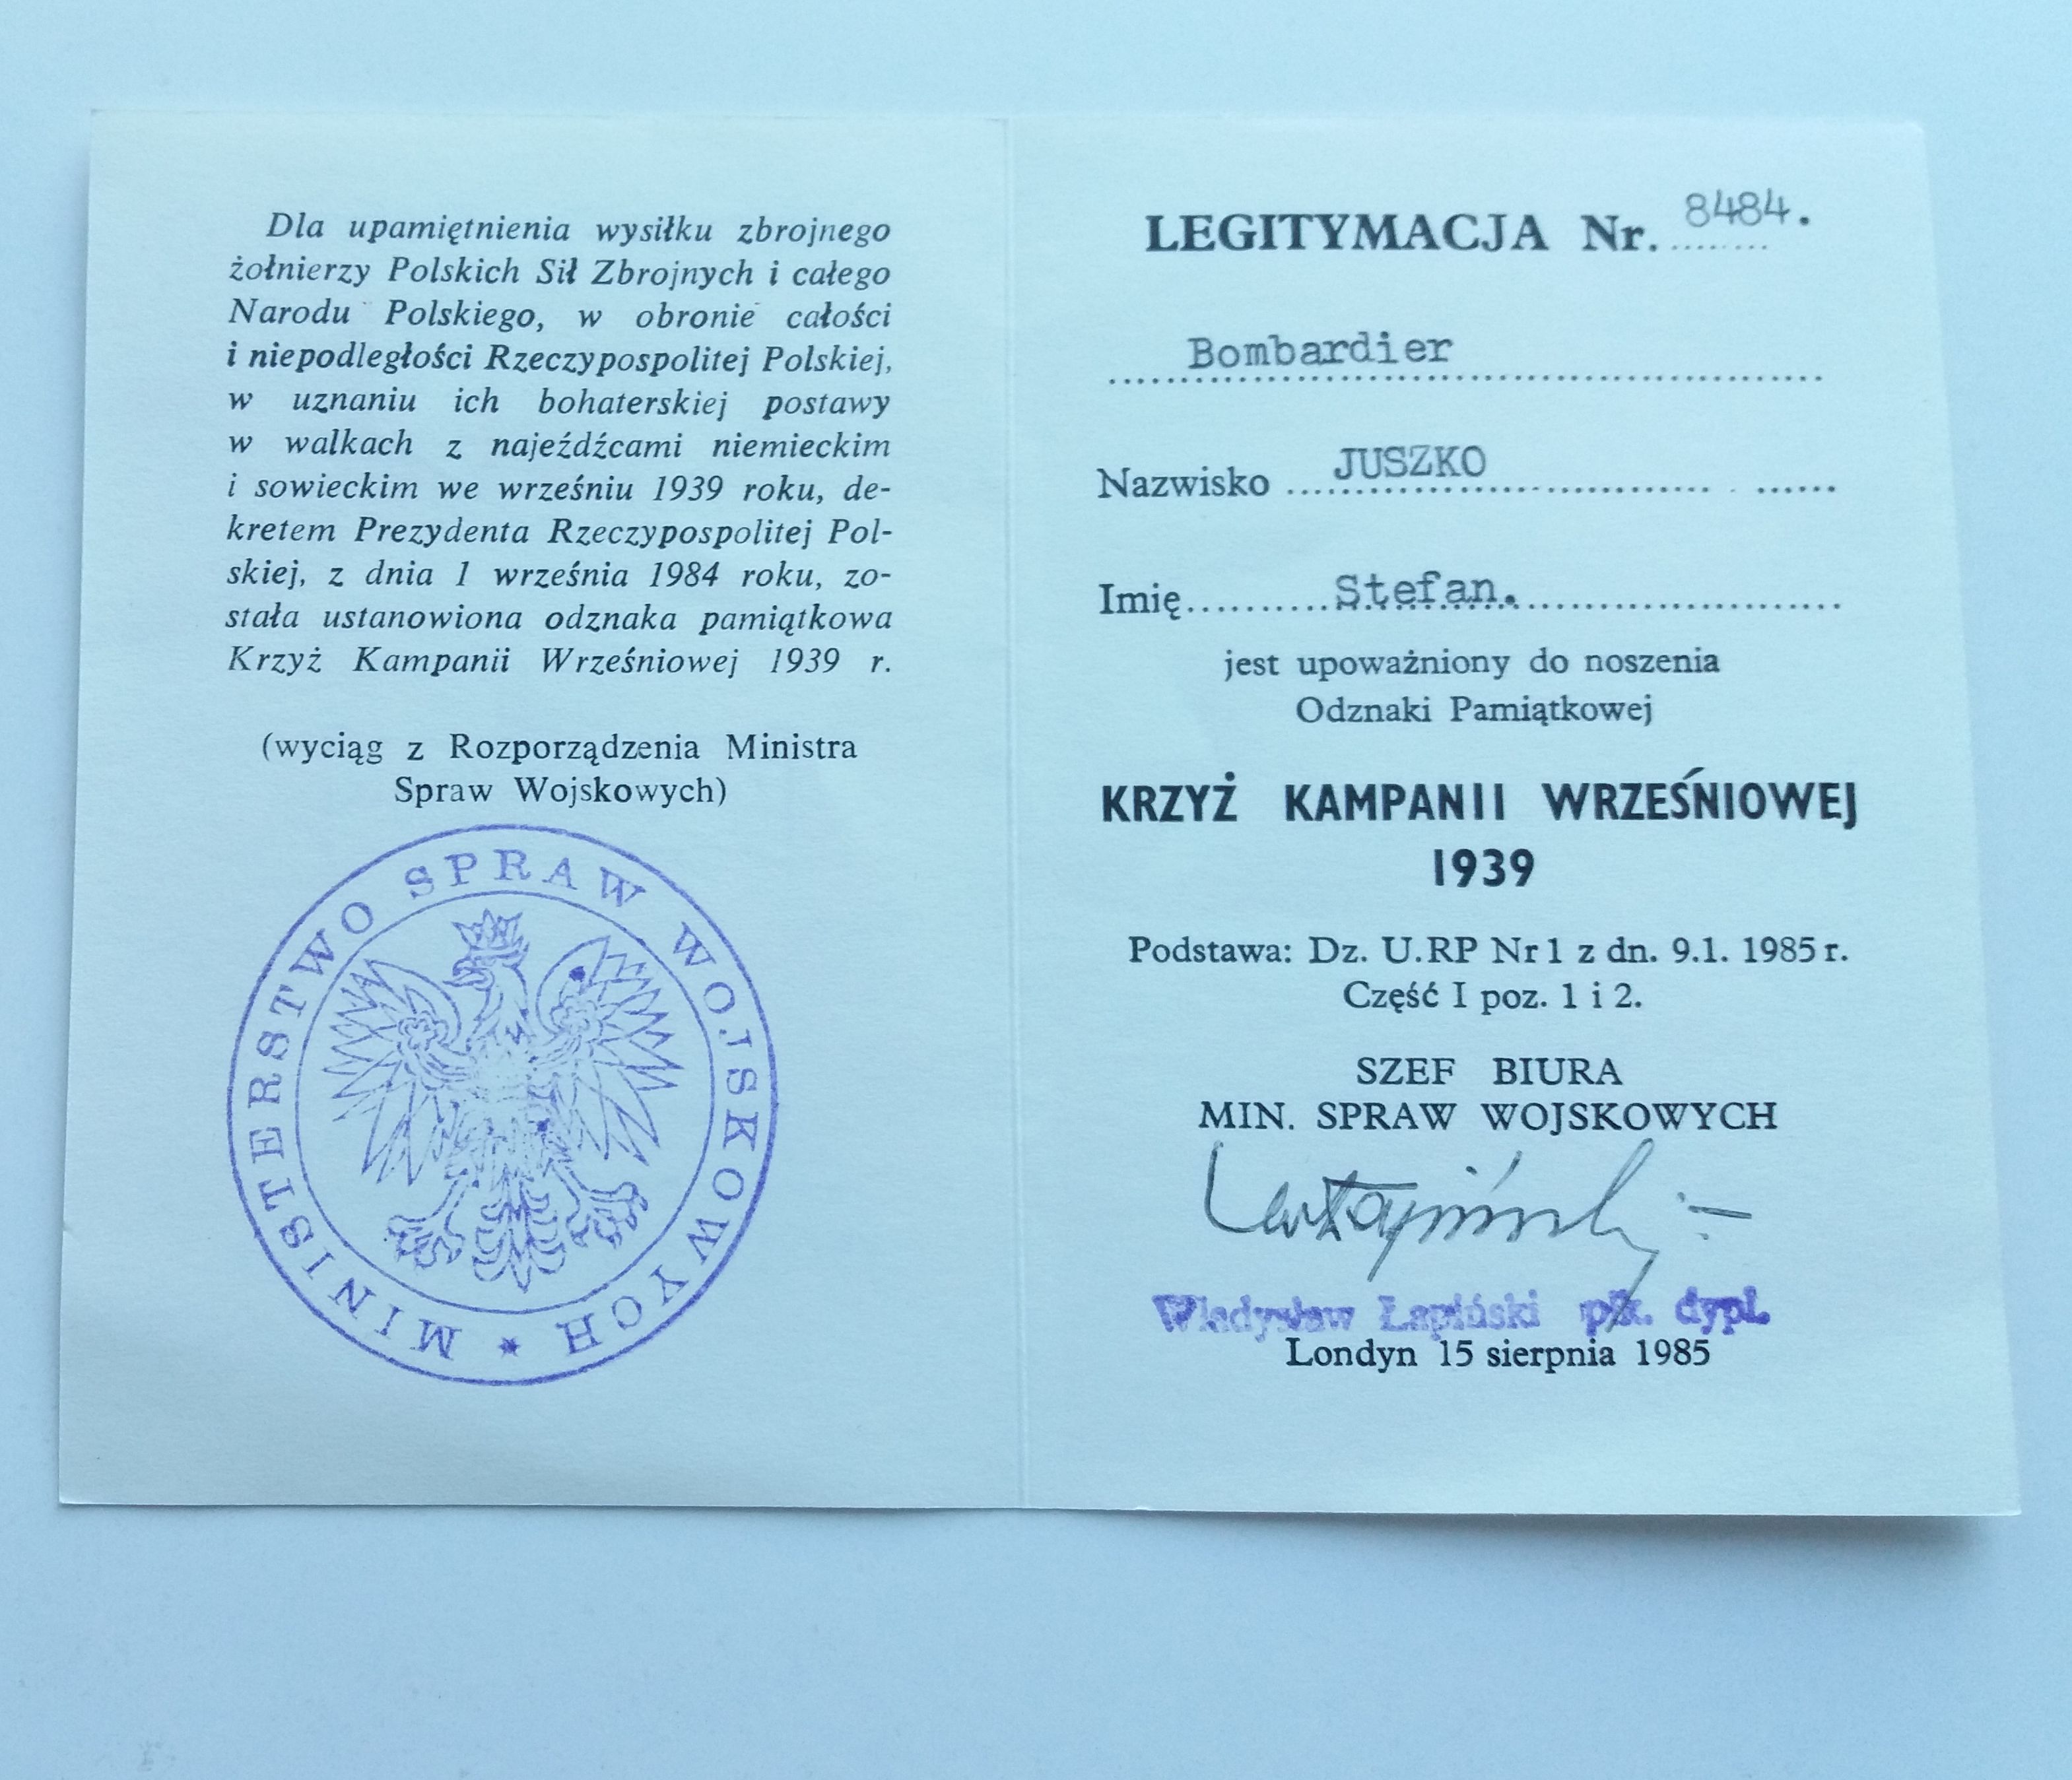 Dla upamiętnienia wysiłku zbrojnego
żołnierzy Polskich Sił Zbrojnych i całego
Narodu Polskiego, w obronie całości
i niepodległości Rzeczypospolitej Polskiej,
w uznaniu ich bohaterskiej postawy
w walkach z najeźdźcami niemieckim
i sowieckim we wrześniu 1939 roku, de-
kretem Prezydenta Rzeczypospolitej Pol-
skiej, z dnia 1 września 1984 roku, zo-
stała ustanowiona odznaka pamiątkowa
Krzyż Kampanii Wrześniowej 1939 r.
(wyciąg z Rozporządzenia Ministra
Spraw Wojskowych)
MINISTERSTWO SPRAW WOJSKOWYCH
LEGITYMACJA Nr. 8484.
Bombardier
Nazwisko JUSZKO
Imię Stefan.
jest upoważniony do noszenia
Odznaki Pamiątkowej
KRZYŻ KAMPANII WRZEŚNIOWEJ
1939
Podstawa: Dz. U.RP Nr 1 z dn. 9.1. 1985 r.
Część I poz. 1 i 2.
SZEF BIURA
MIN. SPRAW WOJSKOWYCH
Władysław Łapiński płk. dypl.
Londyn 15 sierpnia 1985